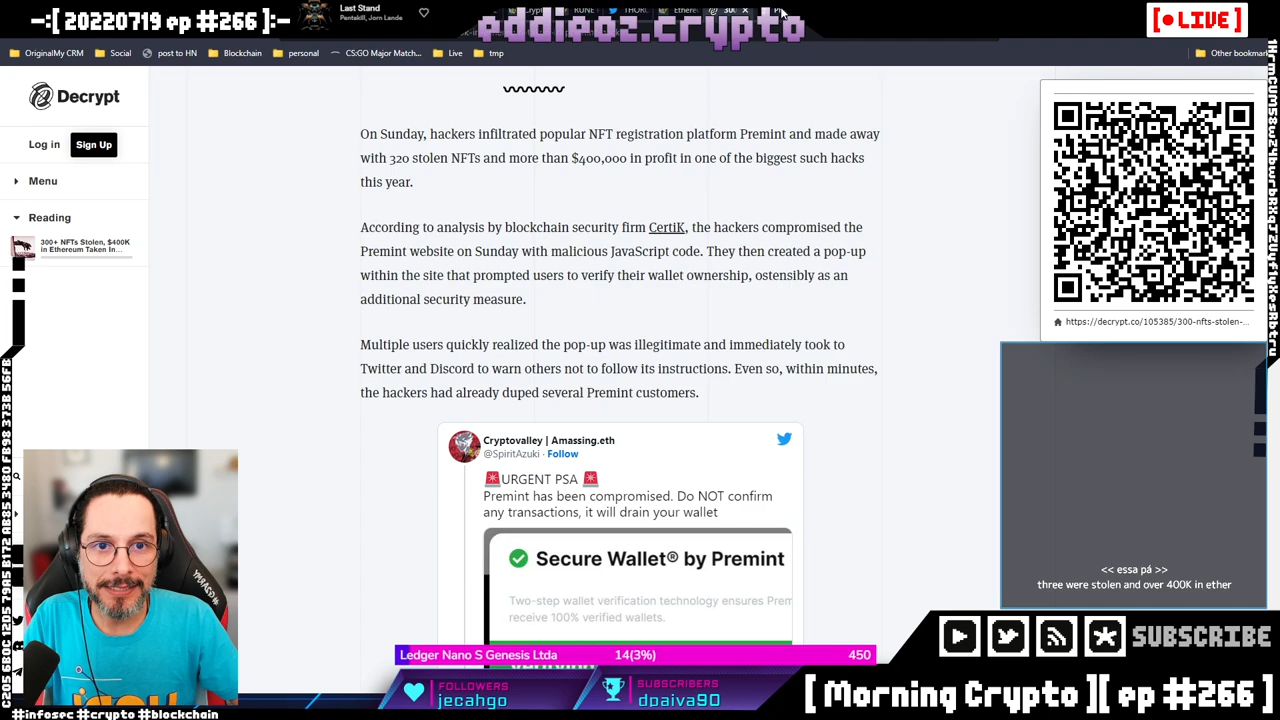 -:[ 20220719 ep #266 ]:-
Last Stand
Pentakill, Jorn Lande
eddieoz.crypto
[● LIVE]
OriginalMy CRM
Social
post to HN
Blockchain
personal
CS:GO Major Match...
Live
tmp
Other bookmar
Decrypt
Log in
Sign Up
Menu
Reading
300+ NFTs Stolen, $400K
in Ethereum Taken In...
On Sunday, hackers infiltrated popular NFT registration platform Premint and made away
with 320 stolen NFTs and more than $400,000 in profit in one of the biggest such hacks
this year.
According to analysis by blockchain security firm CertiK, the hackers compromised the
Premint website on Sunday with malicious JavaScript code. They then created a pop-up
within the site that prompted users to verify their wallet ownership, ostensibly as an
additional security measure.
Multiple users quickly realized the pop-up was illegitimate and immediately took to
Twitter and Discord to warn others not to follow its instructions. Even so, within minutes,
the hackers had already duped several Premint customers.
Cryptovalley | Amassing.eth
@SpiritAzuki · Follow
🚨URGENT PSA 🚨
Premint has been compromised. Do NOT confirm
any transactions, it will drain your wallet
Secure Wallet® by Premint
Two-step wallet verification technology ensures Prem
receive 100% verified wallets.
https://decrypt.co/105385/300-nfts-stolen-...
<< essa pá >>
three were stolen and over 400K in ether
Ledger Nano S Genesis Ltda 14(3%) 450
FOLLOWERS
jecahgo
SUBSCRIBERS
dpaiva90
SUBSCRIBE
[ Morning Crypto ][ ep #266 ]
#infosec #crypto #blockchain